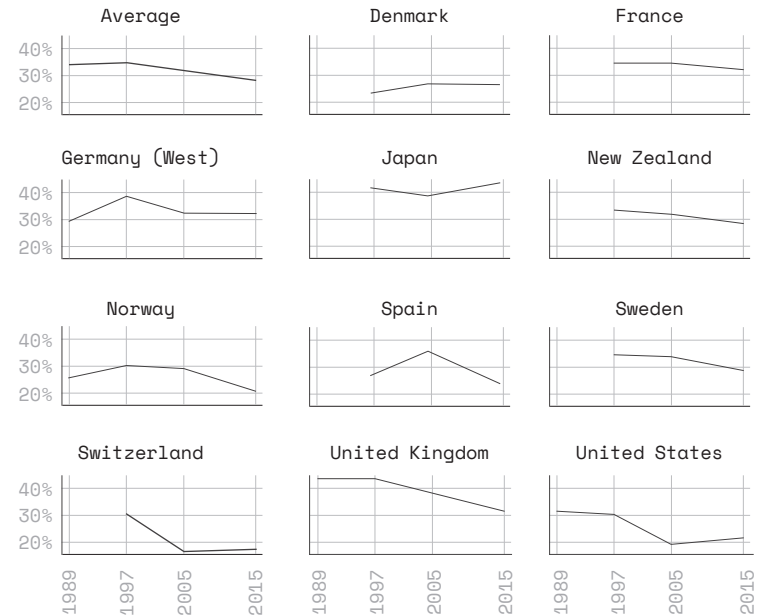 Average Denmark France
40%
30%
20%
Germany (West) Japan New Zealand
40%
30%
20%
Norway Spain Sweden
40%
30%
20%
Switzerland United Kingdom United States
40%
30%
20%
1989 1997 2005 2015 1989 1997 2005 2015 1989 1997 2005 2015